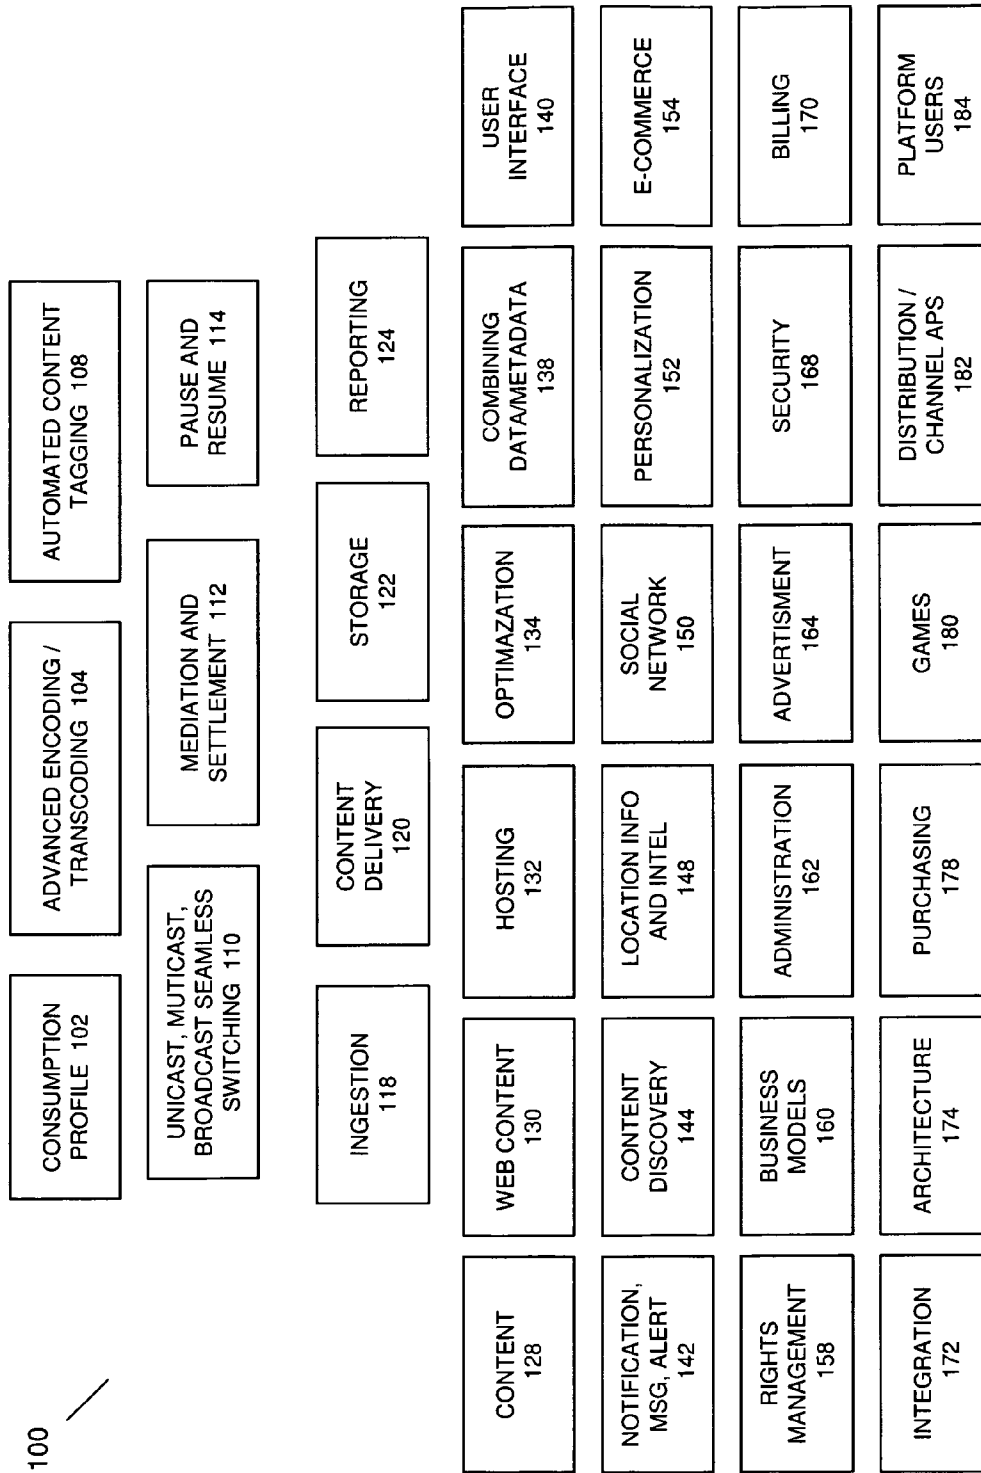 100
CONSUMPTION
PROFILE 102
ADVANCED ENCODING /
TRANSCODING 104
AUTOMATED CONTENT
TAGGING 108
UNICAST, MUTICAST,
BROADCAST SEAMLESS
SWITCHING 110
MEDIATION AND
SETTLEMENT 112
PAUSE AND
RESUME 114
INGESTION
118
CONTENT
DELIVERY
120
STORAGE
122
REPORTING
124
CONTENT
128
WEB CONTENT
130
HOSTING
132
OPTIMAZATION
134
COMBINING
DATA/METADATA
138
USER
INTERFACE
140
NOTIFICATION,
MSG, ALERT
142
CONTENT
DISCOVERY
144
LOCATION INFO
AND INTEL
148
SOCIAL
NETWORK
150
PERSONALIZATION
152
E-COMMERCE
154
RIGHTS
MANAGEMENT
158
BUSINESS
MODELS
160
ADMINISTRATION
162
ADVERTISMENT
164
SECURITY
168
BILLING
170
INTEGRATION
172
ARCHITECTURE
174
PURCHASING
178
GAMES
180
DISTRIBUTION /
CHANNEL APS
182
PLATFORM
USERS
184